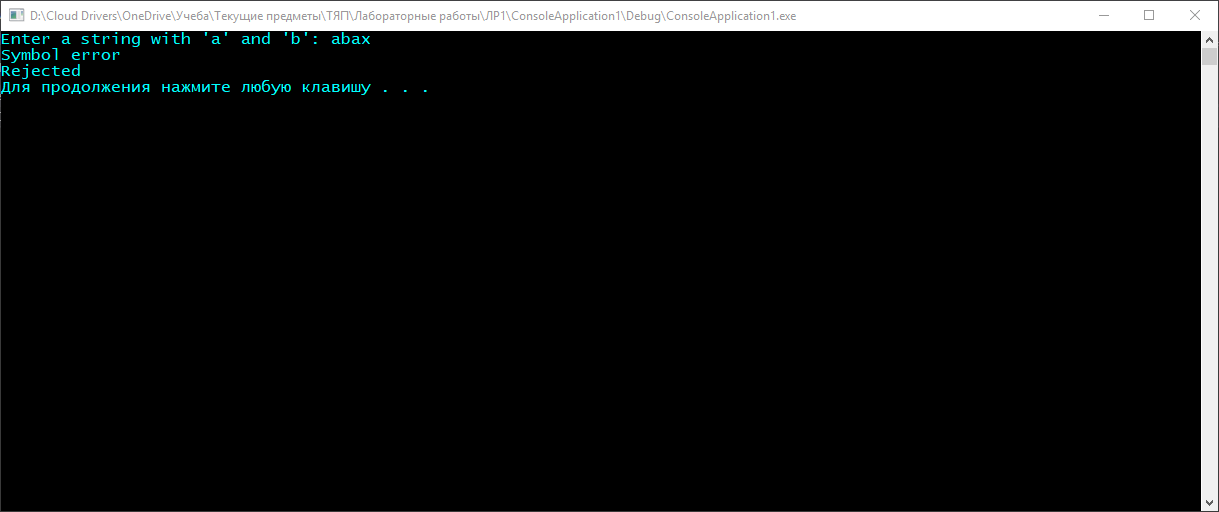 D:\Cloud Drivers\OneDrive\Учеба\Текущие предметы\ТЯП\Лабораторные работы\ЛР1\ConsoleApplication1\Debug\ConsoleApplication1.exe
Enter a string with 'a' and 'b': abax
Symbol error
Rejected
Для продолжения нажмите любую клавишу . . .